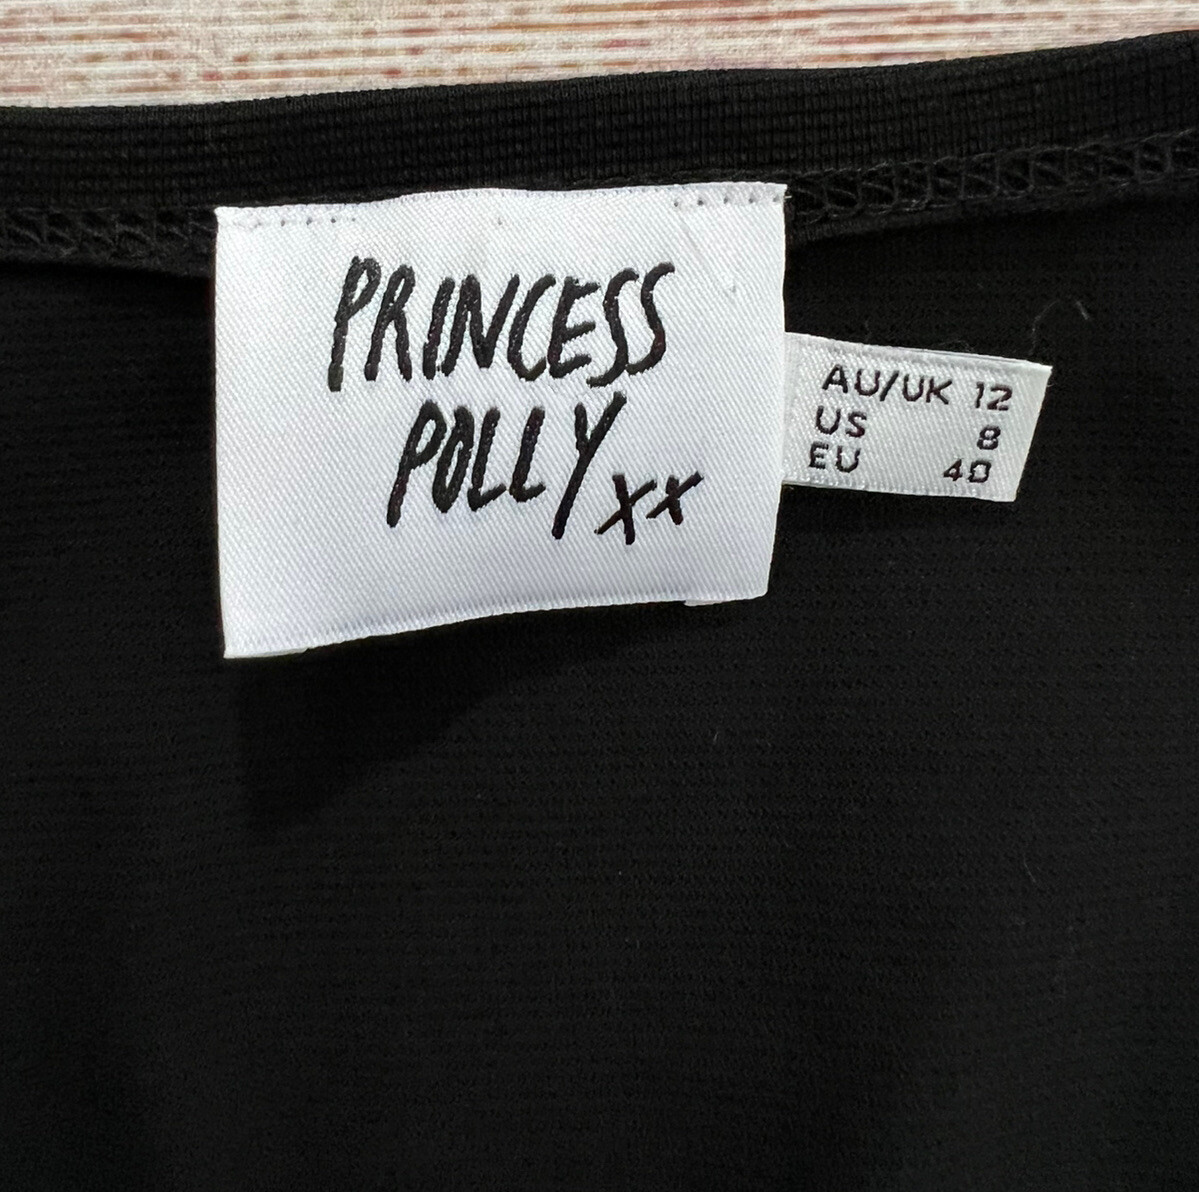 PRINCESS
POLLY xx
AU/UK 12
US 8
EU 40